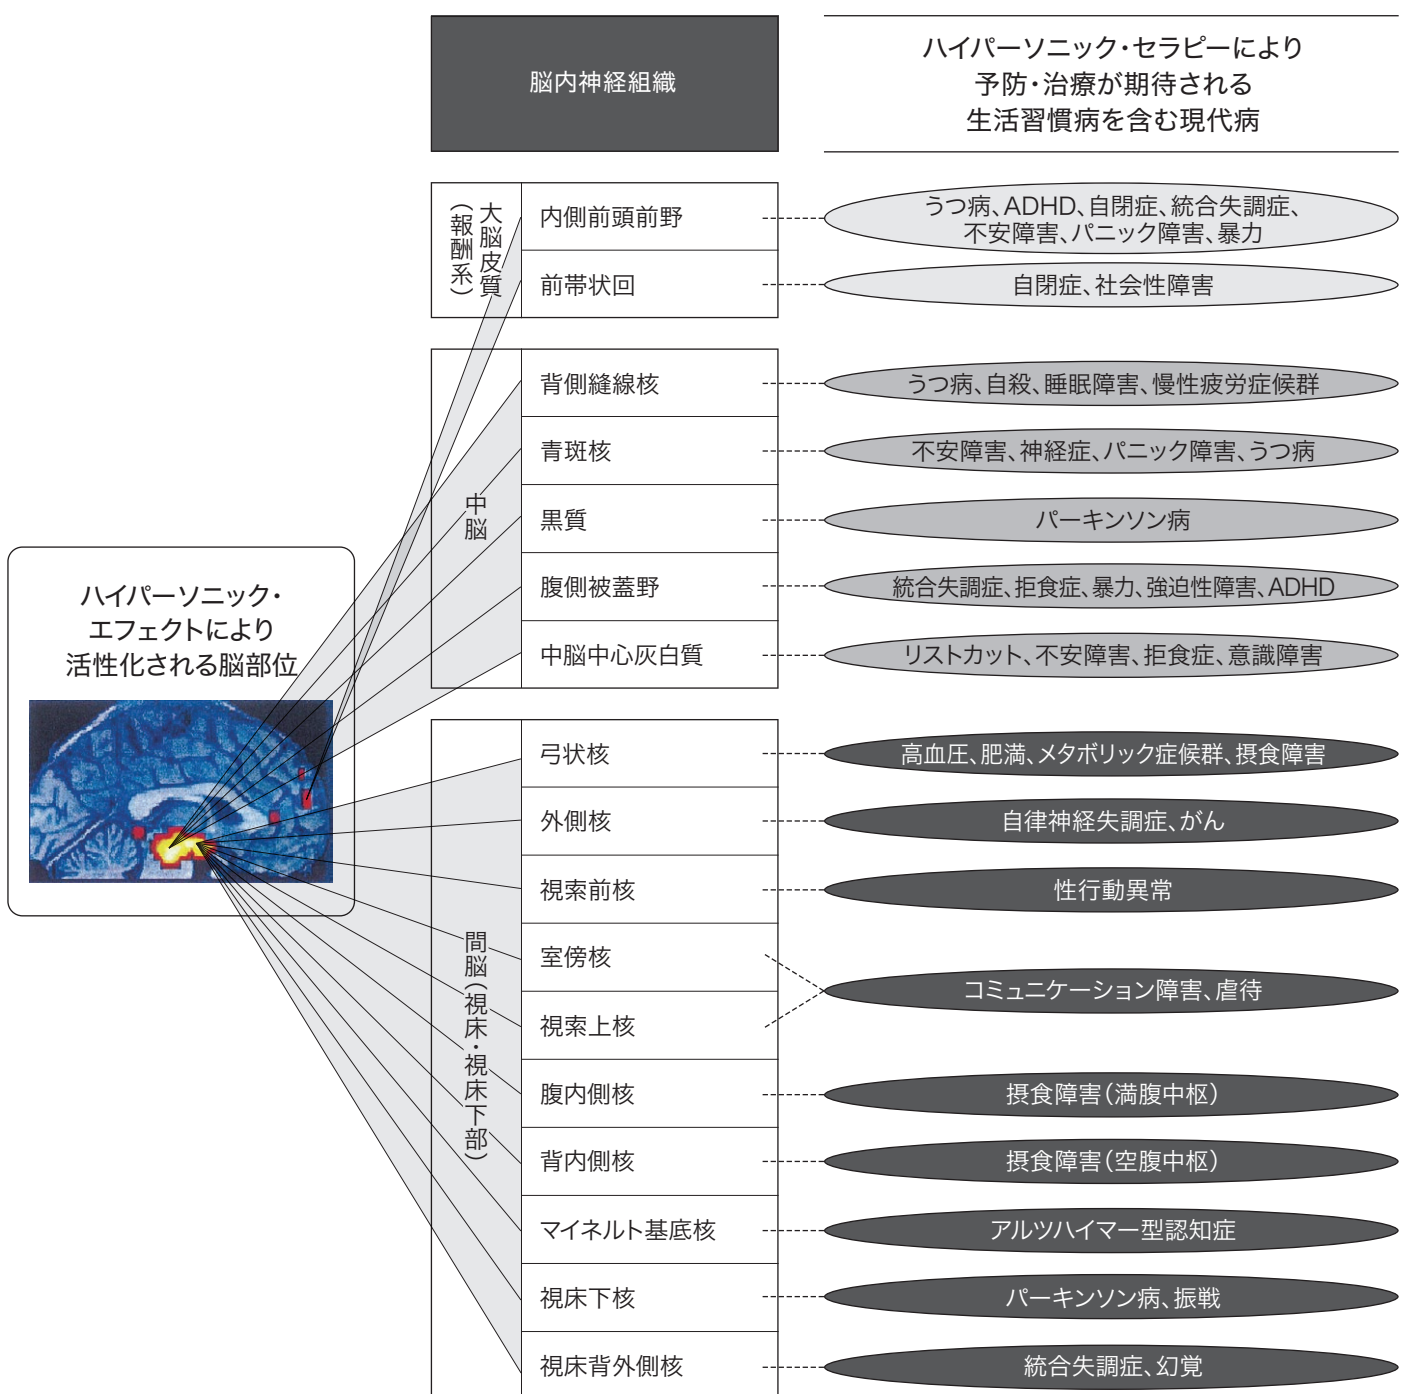 脳内神経組織
ハイパーソニック・セラピーにより
予防・治療が期待される
生活習慣病を含む現代病
大脳皮質
（報酬系）
内側前頭前野
うつ病、ADHD、自閉症、統合失調症、
不安障害、パニック障害、暴力
前帯状回
自閉症、社会性障害
中脳
背側縫線核
うつ病、自殺、睡眠障害、慢性疲労症候群
青斑核
不安障害、神経症、パニック障害、うつ病
黒質
パーキンソン病
腹側被蓋野
統合失調症、拒食症、暴力、強迫性障害、ADHD
中脳中心灰白質
リストカット、不安障害、拒食症、意識障害
ハイパーソニック・
エフェクトにより
活性化される脳部位
間脳（視床・視床下部）
弓状核
高血圧、肥満、メタボリック症候群、摂食障害
外側核
自律神経失調症、がん
視索前核
性行動異常
室傍核
視索上核
コミュニケーション障害、虐待
腹内側核
摂食障害（満腹中枢）
背内側核
摂食障害（空腹中枢）
マイネルト基底核
アルツハイマー型認知症
視床下核
パーキンソン病、振戦
視床背外側核
統合失調症、幻覚